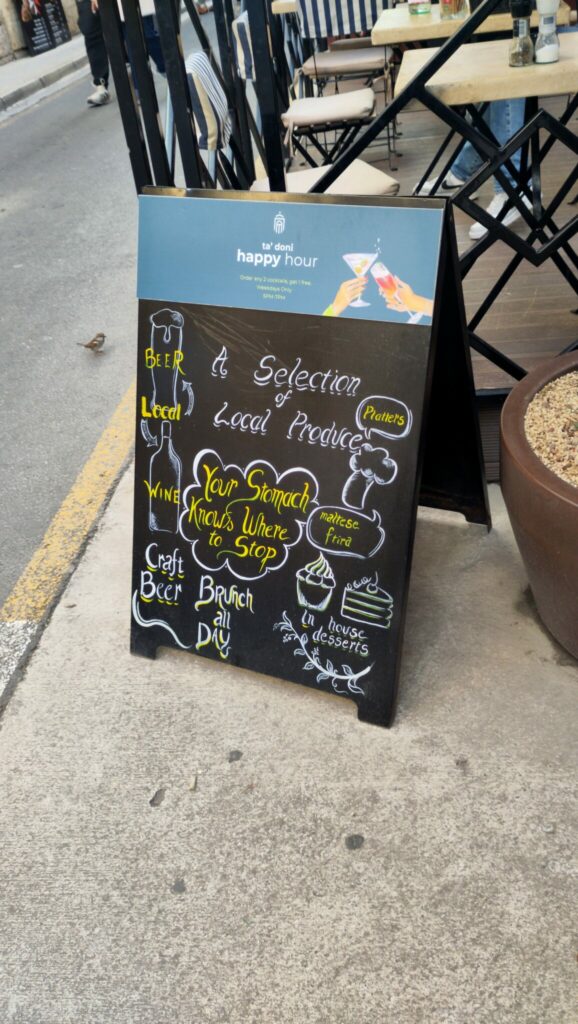 ta' doni
happy hour
Order any 2 cocktails, get 1 free.
Weekdays Only
BEER
Local
WINE
A Selection
of
Local Produce
Platters
Your Stomach
Knows Where
to Stop
maltese
ftira
Craft
Beer
Brunch
all
Day
in house
desserts